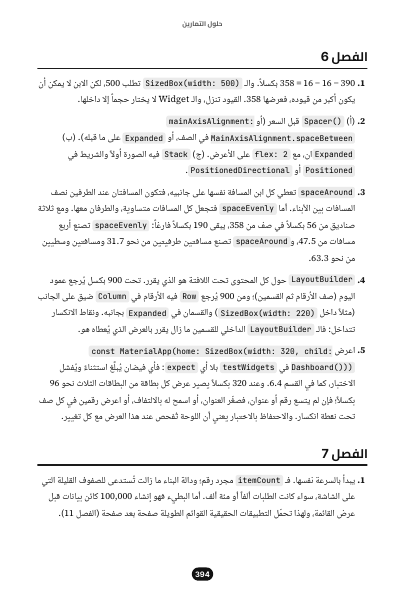 حلول التمارين
الفصل 6
1. 390 − 16 − 16 = 358 بكسلاً. والـ SizedBox(width: 500) تطلب 500، لكن الابن لا يمكن أن
يكون أكبر من قيوده، فعرضها 358. القيود تنزل، والـ Widget لا يختار حجماً إلا داخلها.
2. (أ) Spacer() قبل السعر (أو mainAxisAlignment:
MainAxisAlignment.spaceBetween في الصف، أو Expanded على ما قبله). (ب)
Expanded ان، مع flex: 2 على الأعرض. (ج) Stack فيه الصورة أولاً والشريط في
Positioned أو PositionedDirectional.
3. spaceAround تعطي كل ابن المسافة نفسها على جانبيه، فتكون المسافتان عند الطرفين نصف
المسافات بين الأبناء. أما spaceEvenly فتجعل كل المسافات متساوية، والطرفان معها. ومع ثلاثة
صناديق من 56 بكسلاً في صف من 358، يبقى 190 بكسلاً فارغاً: spaceEvenly تصنع أربع
مسافات من 47.5، و spaceAround تصنع مسافتين طرفيتين من نحو 31.7 ومسافتين وسطيين
من نحو 63.3.
4. LayoutBuilder حول كل المحتوى تحت اللافتة هو الذي يقرر. تحت 900 بكسل يُرجع عمود
اليوم (صف الأرقام ثم القسمين)؛ ومن 900 يُرجع Row فيه الأرقام في Column ضيق على الجانب
(مثلاً داخل SizedBox(width: 220)) والقسمان في Expanded بجانبه. ونقاط الانكسار
تتداخل: فالـ LayoutBuilder الداخلي للقسمين ما زال يقرر بالعرض الذي يُعطاه هو.
5. اعرض const MaterialApp(home: SizedBox(width: 320, child:
Dashboard())) في testWidgets بلا أي expect: فأي فيضان يُبلَّغ استثناءً ويُفشل
الاختبار، كما في القسم 6.4. وعند 320 بكسلاً يصير عرض كل بطاقة من البطاقات الثلاث نحو 96
بكسلاً؛ فإن لم يتسع رقم أو عنوان، فصغّر العنوان، أو اسمح له بالالتفاف، أو اعرض رقمين في كل صف
تحت نقطة انكسار. والاحتفاظ بالاختبار يعني أن اللوحة تُفحص عند هذا العرض مع كل تغيير.
الفصل 7
1. يبدأ بالسرعة نفسها. فـ itemCount مجرد رقم؛ ودالة البناء ما زالت تُستدعى للصفوف القليلة التي
على الشاشة، سواء كانت الطلبات ألفاً أو مئة ألف. أما البطيء فهو إنشاء 100,000 كائن بيانات قبل
عرض القائمة، ولهذا تحمّل التطبيقات الحقيقية القوائم الطويلة صفحة بعد صفحة (الفصل 11).
394